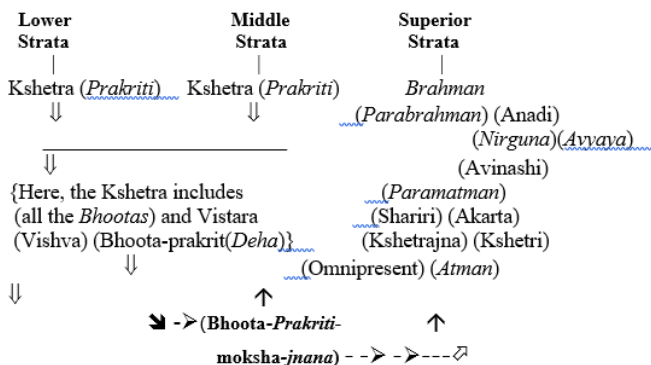 Lower Middle Superior
Strata Strata Strata
Kshetra (Prakriti) Kshetra (Prakriti) Brahman
(Parabrahman) (Anadi)
(Nirguna)(Avyaya)
(Avinashi)
{Here, the Kshetra includes (Paramatman)
(all the Bhootas) and Vistara (Shariri) (Akarta)
(Vishva) (Bhoota-prakrit(Deha)} (Kshetrajna) (Kshetri)
(Omnipresent) (Atman)
(Bhoota-Prakriti-
moksha-jnana)